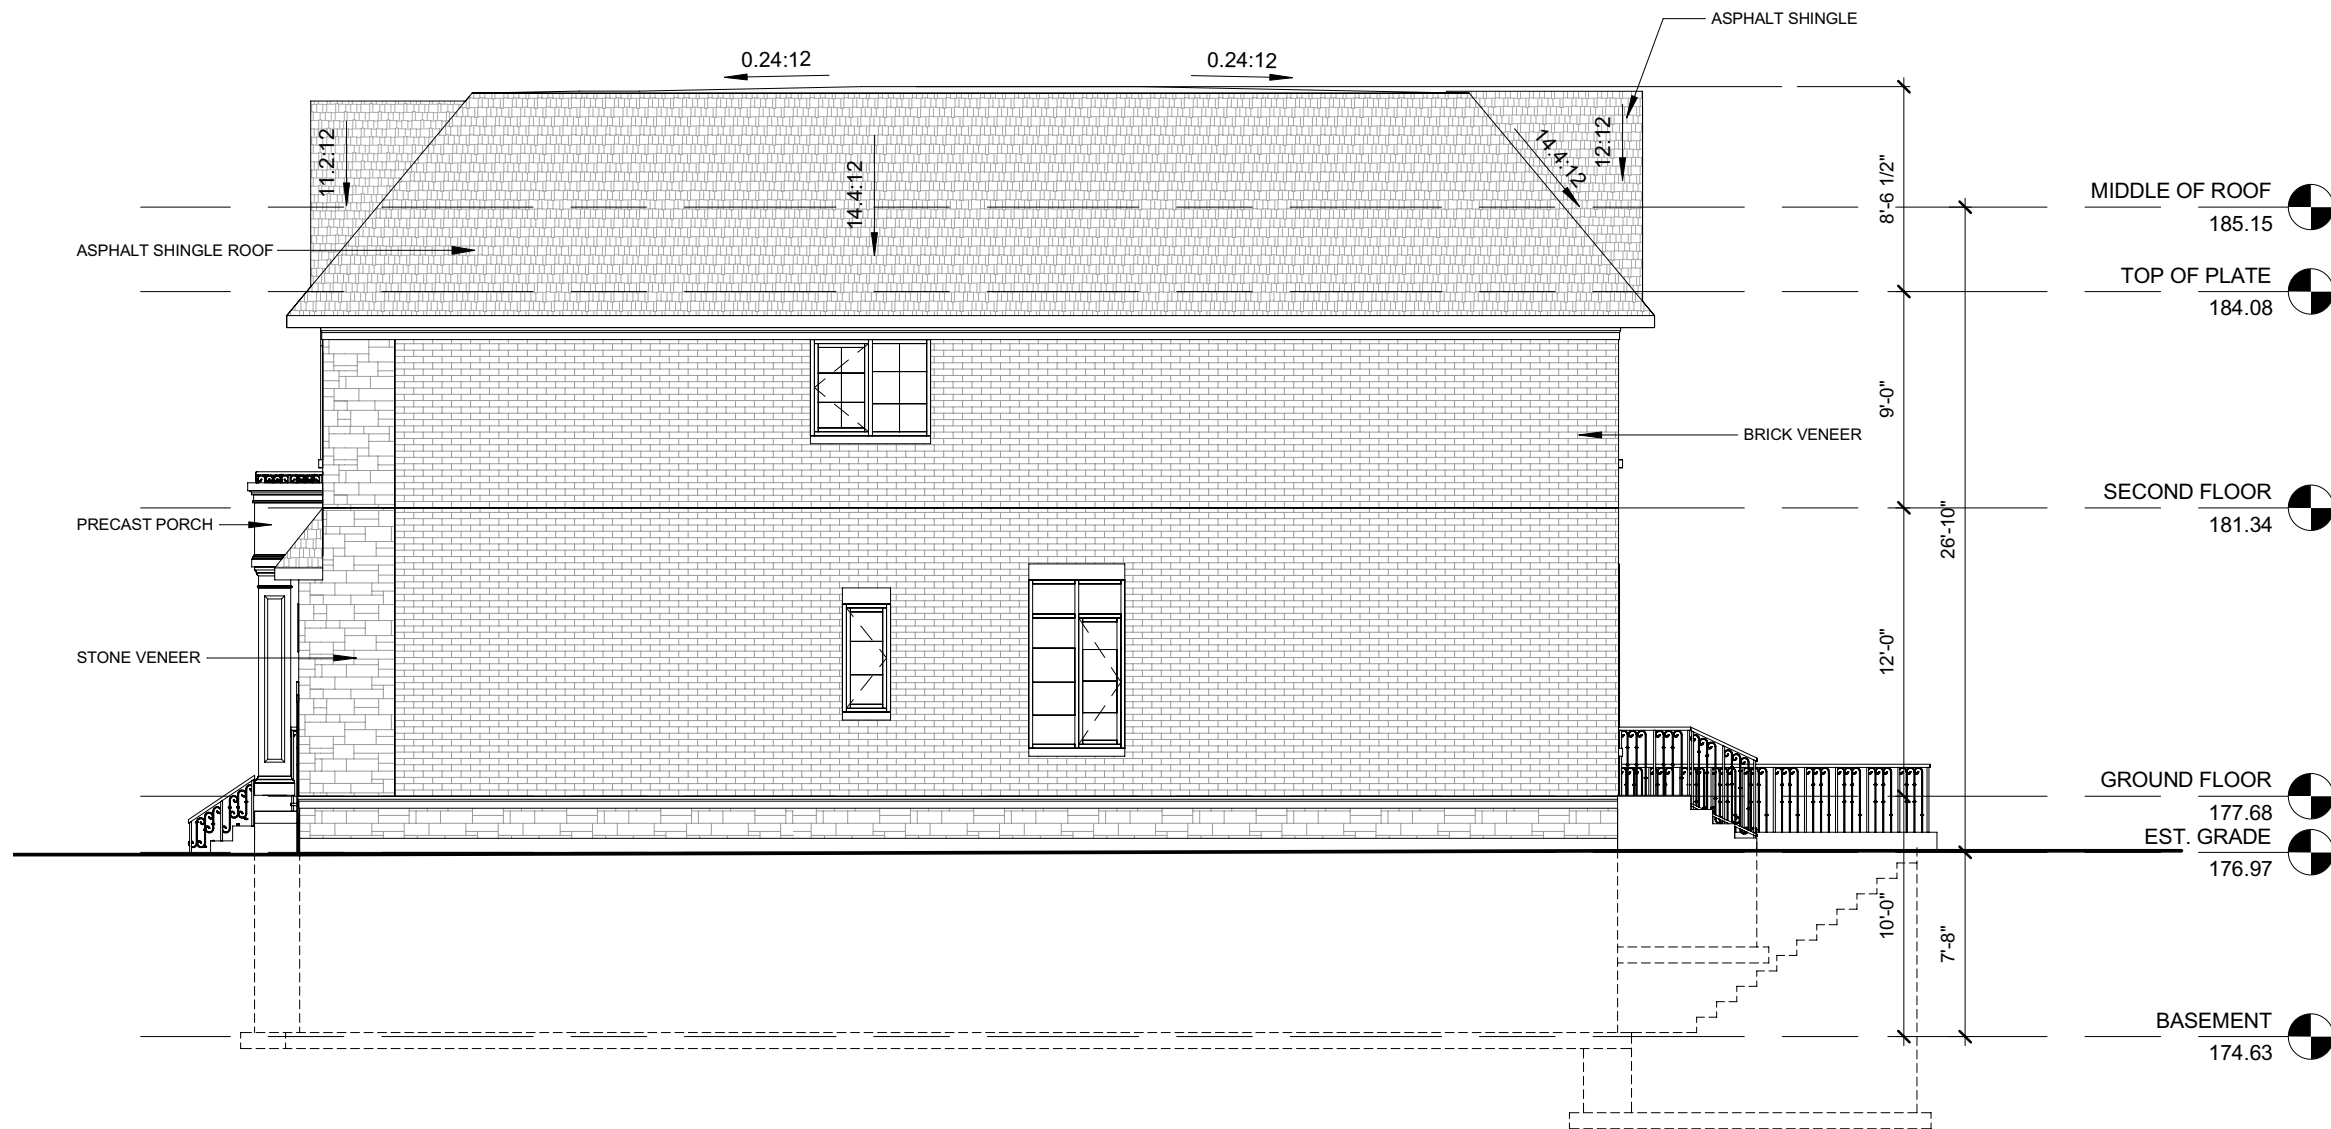 ASPHALT SHINGLE
0.24:12
0.24:12
11.2:12
14.4:12
14.4:12
12:12
8'-6 1/2"
MIDDLE OF ROOF
185.15
ASPHALT SHINGLE ROOF
TOP OF PLATE
184.08
9'-0"
BRICK VENEER
SECOND FLOOR
181.34
PRECAST PORCH
26'-10"
12'-0"
STONE VENEER
GROUND FLOOR
177.68
EST. GRADE
176.97
10'-0"
7'-8"
BASEMENT
174.63